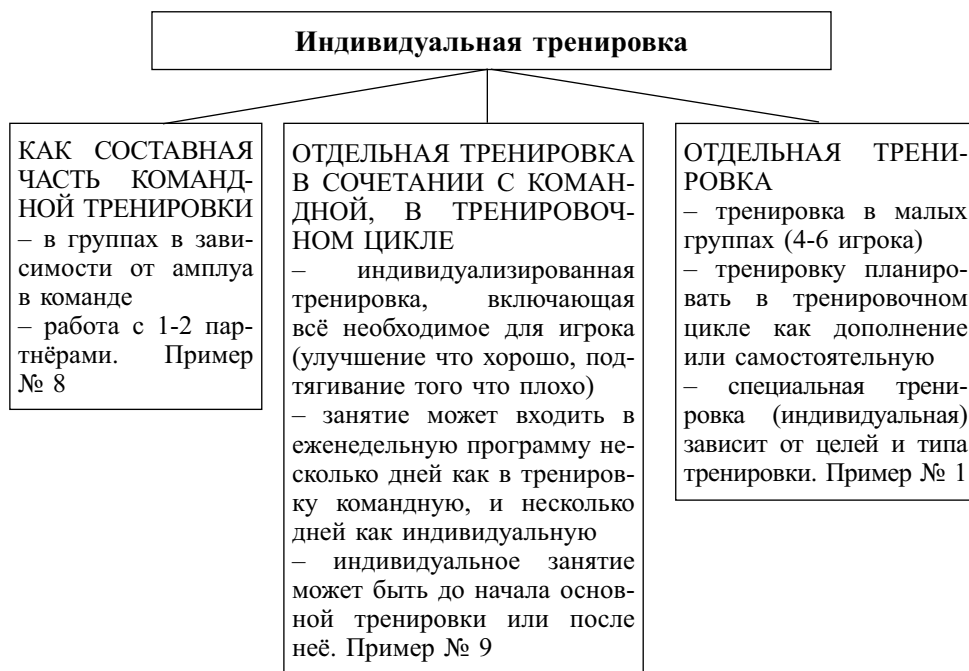 Индивидуальная тренировка
КАК СОСТАВНАЯ
ЧАСТЬ КОМАНД-
НОЙ ТРЕНИРОВКИ
– в группах в зави-
симости от амплуа
в команде
– работа с 1-2 пар-
тнёрами. Пример
№ 8
ОТДЕЛЬНАЯ ТРЕНИРОВКА
В СОЧЕТАНИИ С КОМАН-
ДНОЙ, В ТРЕНИРОВОЧ-
НОМ ЦИКЛЕ
– индивидуализированная
тренировка, включающая
всё необходимое для игрока
(улучшение что хорошо, под-
тягивание того что плохо)
– занятие может входить в
еженедельную программу не-
сколько дней как в трениров-
ку командную, и несколько
дней как индивидуальную
– индивидуальное занятие
может быть до начала основ-
ной тренировки или после
неё. Пример № 9
ОТДЕЛЬНАЯ ТРЕНИ-
РОВКА
– тренировка в малых
группах (4-6 игрока)
– тренировку планиро-
вать в тренировочном
цикле как дополнение
или самостоятельную
– специальная трени-
ровка (индивидуальная)
зависит от целей и типа
тренировки. Пример № 1